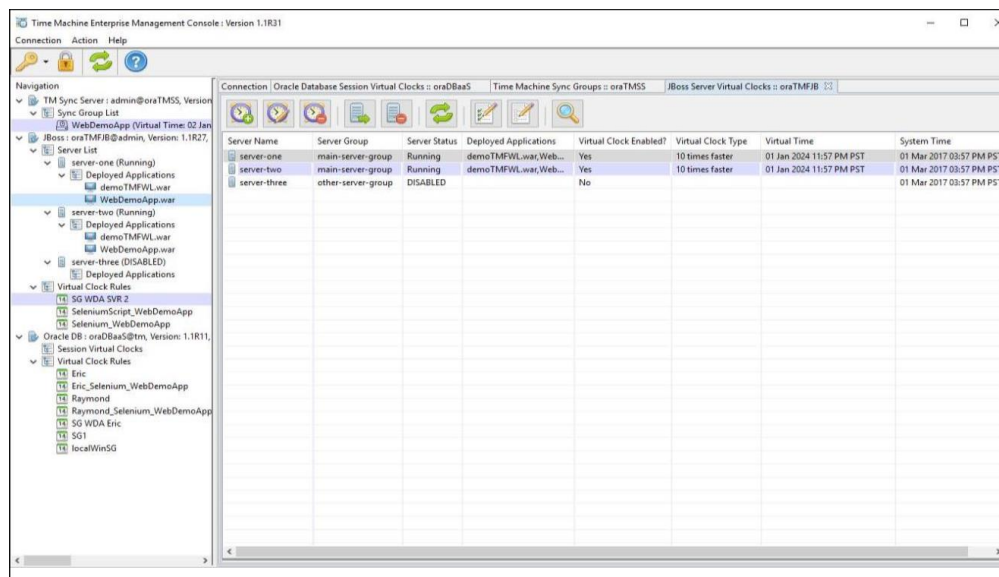 Time Machine Enterprise Management Console : Version 1.1R31
Connection Action Help
Navigation
TM Sync Server : admin@oraTMSS, Version
Sync Group List
WebDemoApp (Virtual Time: 02 Jan
JBoss : oraTMFJB@admin, Version: 1.1R27,
Server List
server-one (Running)
Deployed Applications
demoTMFWL.war
WebDemoApp.war
server-two (Running)
Deployed Applications
demoTMFWL.war
WebDemoApp.war
server-three (DISABLED)
Deployed Applications
Virtual Clock Rules
SG WDA SVR 2
SeleniumScript_WebDemoApp
Selenium_WebDemoApp
Oracle DB : oraDBaaS@tm, Version: 1.1R11,
Session Virtual Clocks
Virtual Clock Rules
Eric
Eric_Selenium_WebDemoApp
Raymond
Raymond_Selenium_WebDemoApp
SG WDA Eric
SG1
localWinSG
Connection Oracle Database Session Virtual Clocks :: oraDBaaS Time Machine Sync Groups :: oraTMSS JBoss Server Virtual Clocks :: oraTMFJB
Server Name Server Group Server Status Deployed Applications Virtual Clock Enabled? Virtual Clock Type Virtual Time System Time
server-one main-server-group Running demoTMFWL.war,Web... Yes 10 times faster 01 Jan 2024 11:57 PM PST 01 Mar 2017 03:57 PM PS
server-two main-server-group Running demoTMFWL.war,Web... Yes 10 times faster 01 Jan 2024 11:57 PM PST 01 Mar 2017 03:57 PM PS
server-three other-server-group DISABLED No 01 Mar 2017 03:57 PM PS